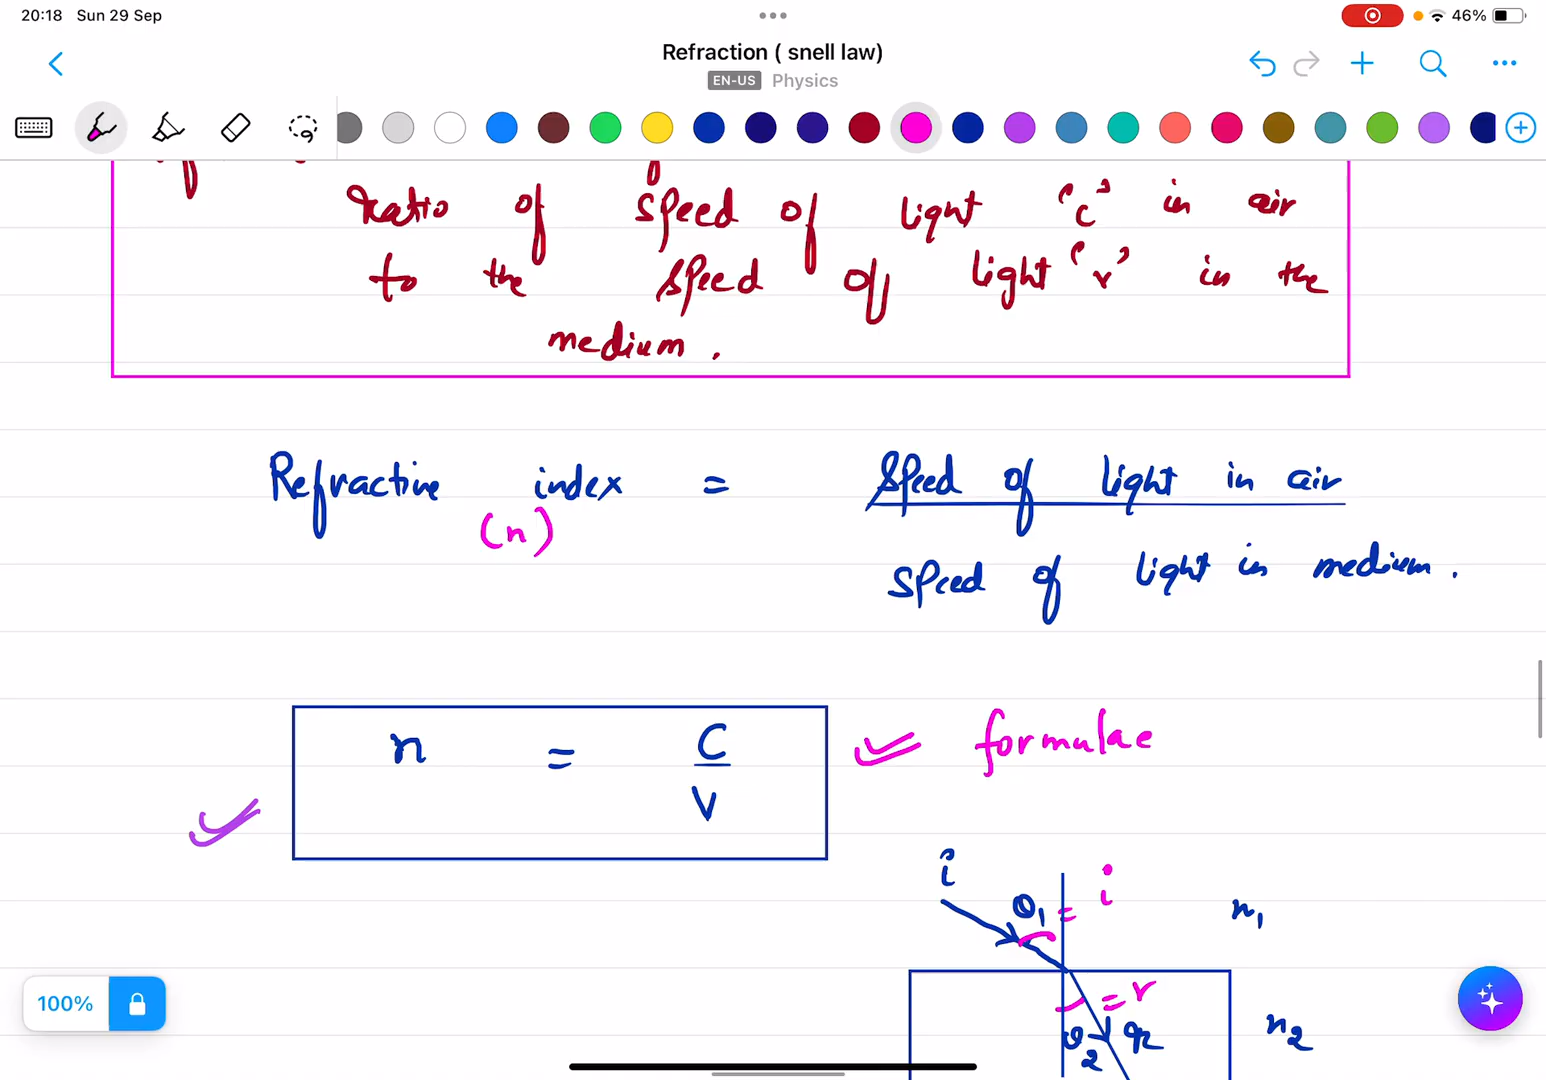 20:18 Sun 29 Sep
46%
Refraction ( snell law)
EN-US Physics
Ratio of speed of light 'c' in air
to the speed of light 'v' in the
medium.
Refractive index = Speed of light in air
(n)
Speed of light in medium.
n = C
V
formulae
i
θ1 = i
n1
= r
θ2 r
n2
100%